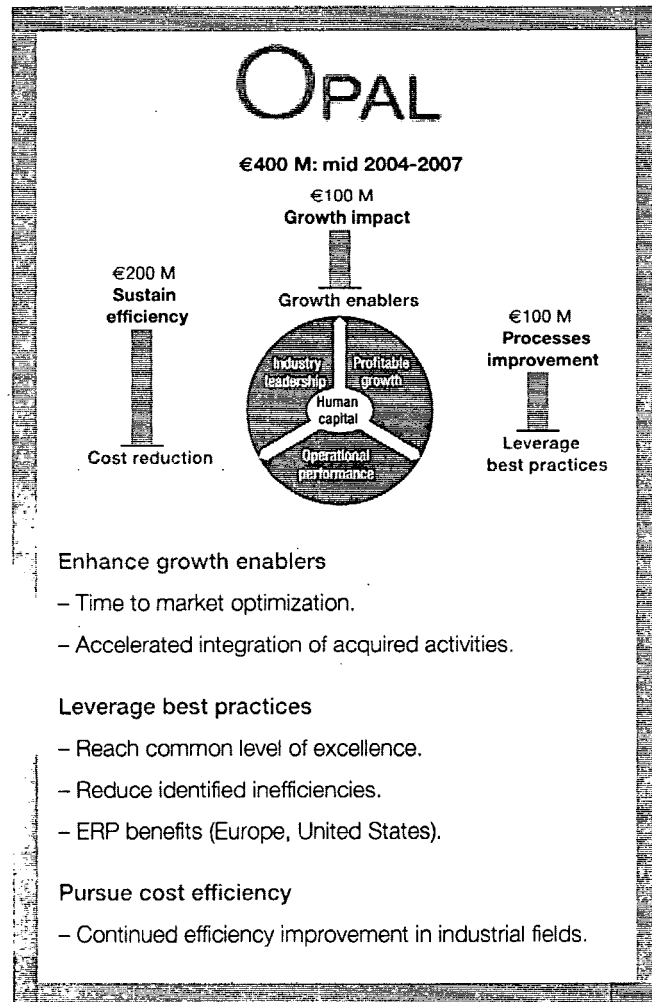 OPAL
€400 M: mid 2004-2007
€100 M
Growth impact
Growth enablers
€200 M
Sustain
efficiency
Cost reduction
€100 M
Processes
improvement
Leverage
best practices
Industry
leadership
Profitable
growth
Human
capital
Operational
performance
Enhance growth enablers
– Time to market optimization.
– Accelerated integration of acquired activities.
Leverage best practices
– Reach common level of excellence.
– Reduce identified inefficiencies.
– ERP benefits (Europe, United States).
Pursue cost efficiency
– Continued efficiency improvement in industrial fields.